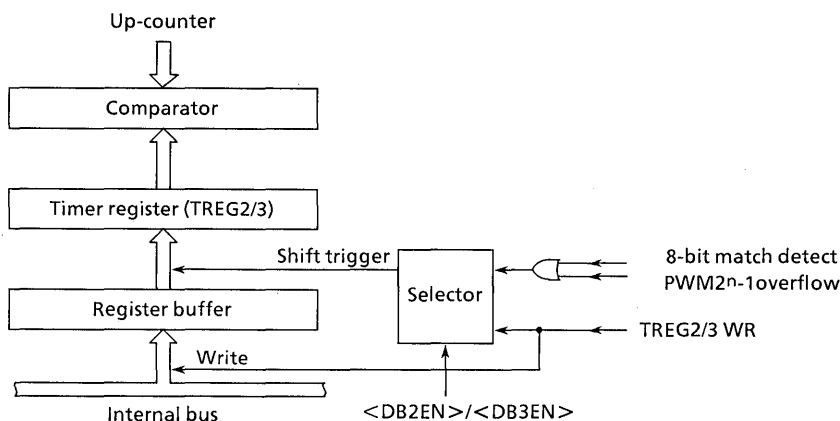 Up-counter
Comparator
Timer register (TREG2/3)
Shift trigger
Selector
8-bit match detect
PWM2n-1overflow
Register buffer
TREG2/3 WR
Write
Internal bus
<DB2EN>/<DB3EN>